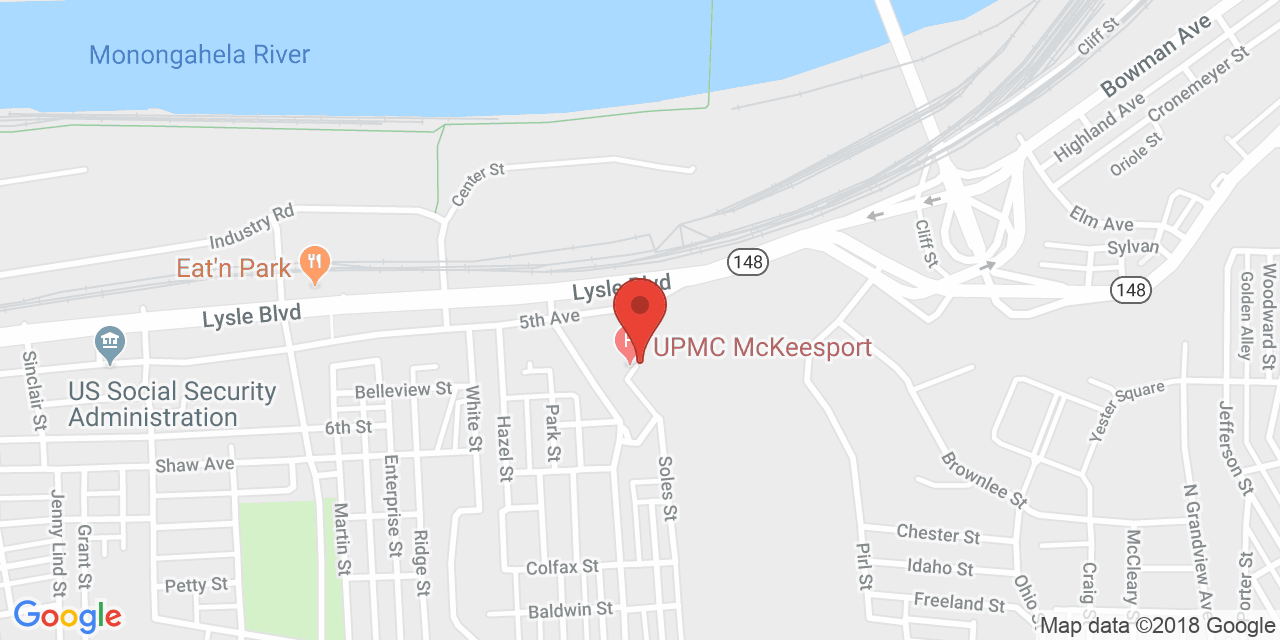 Monongahela River
Cliff St
Bowman Ave
Cronemeyer St
Highland Ave
Oriole St
Center St
Industry Rd
Elm Ave
Sylvan
Cliff St
Eat'n Park
148
148
Lysle Blvd
Lysle Blvd
5th Ave
Woodward St
Golden Alley
UPMC McKeesport
US Social Security
Administration
Sinclair St
Belleview St
6th St
Shaw Ave
White St
Hazel St
Park St
Yester Square
Jefferson St
Brownlee St
Soles St
Enterprise St
Ridge St
Martin St
Jenny Lind St
Grant St
Petty St
Colfax St
Baldwin St
Pirl St
Chester St
Idaho St
Freeland St
Ohio St
Craig S
McCleary S
N Grandview Av
orter St
Google
Map data ©2018 Google